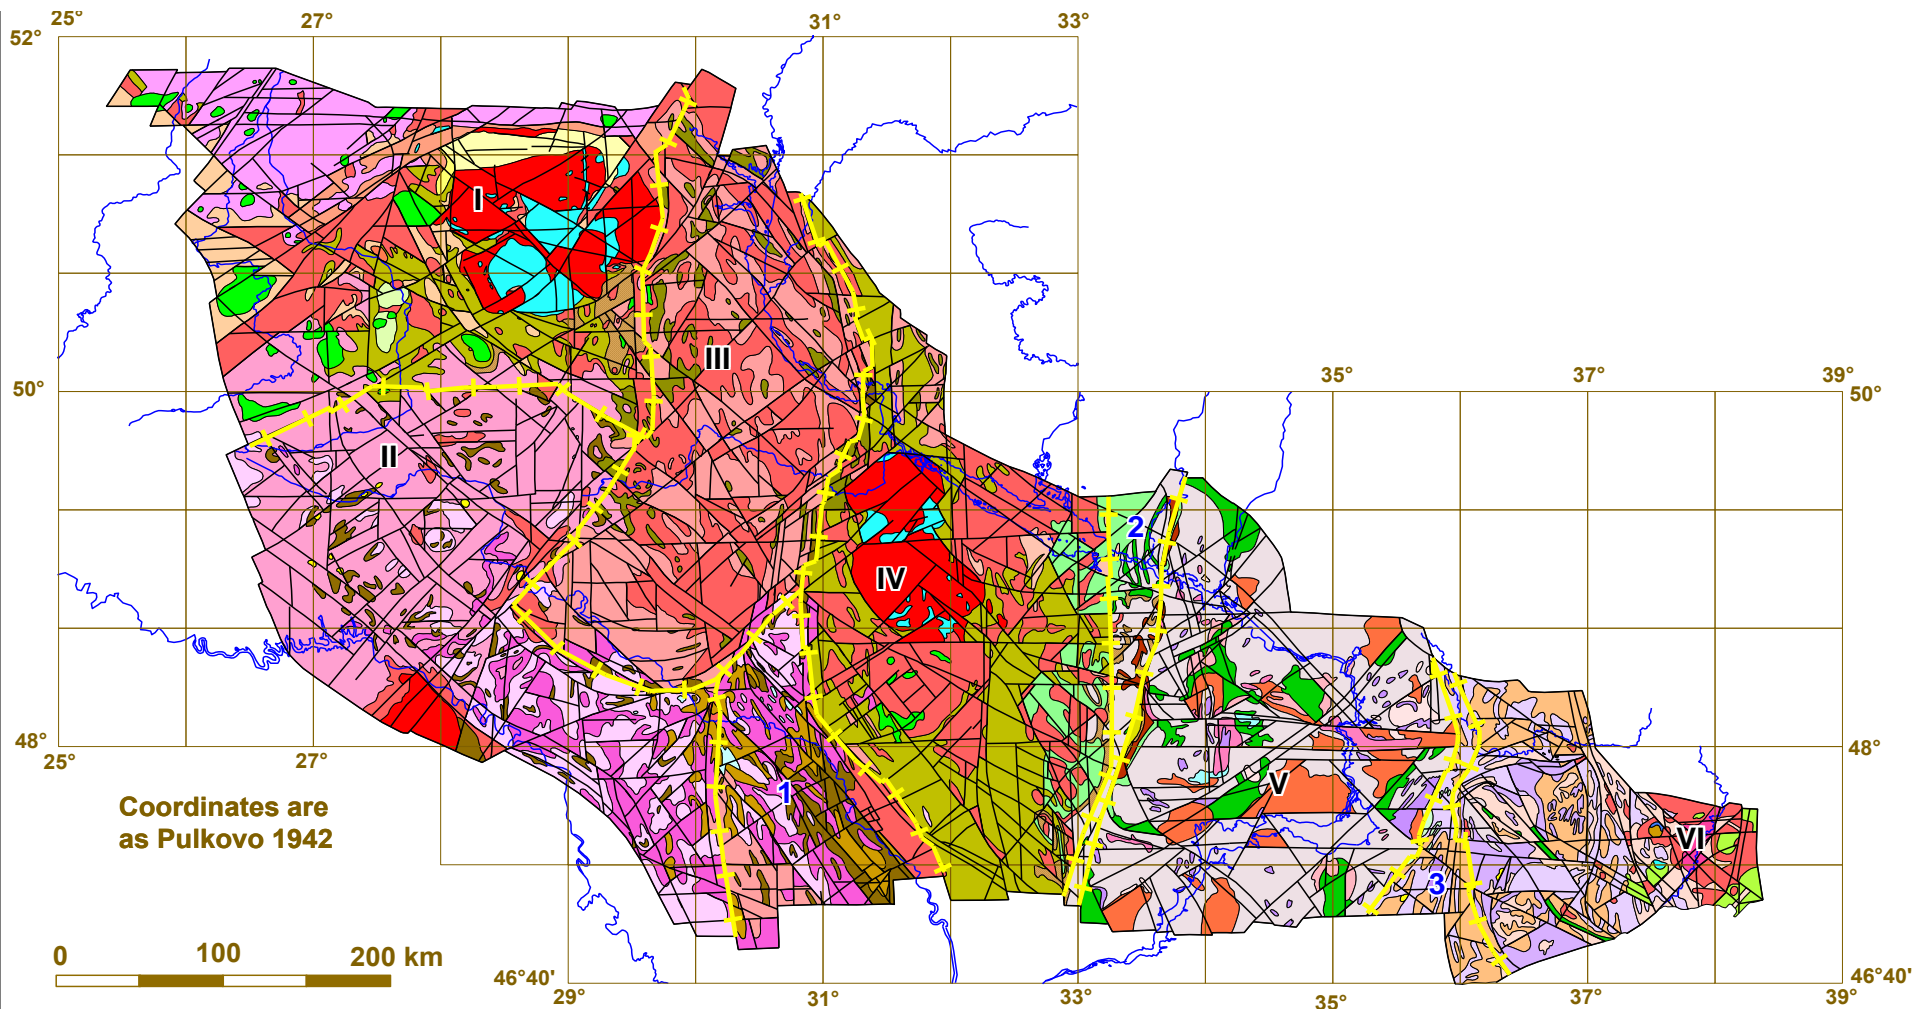 25° 27° 31° 33°
52°
I
III
35° 37° 39°
50° 50°
II
2
IV
48° 48°
25° 27°
1
V
VI
3
Coordinates are
as Pulkovo 1942
0 100 200 km
46°40' 46°40'
29° 31° 33° 35° 37° 39°